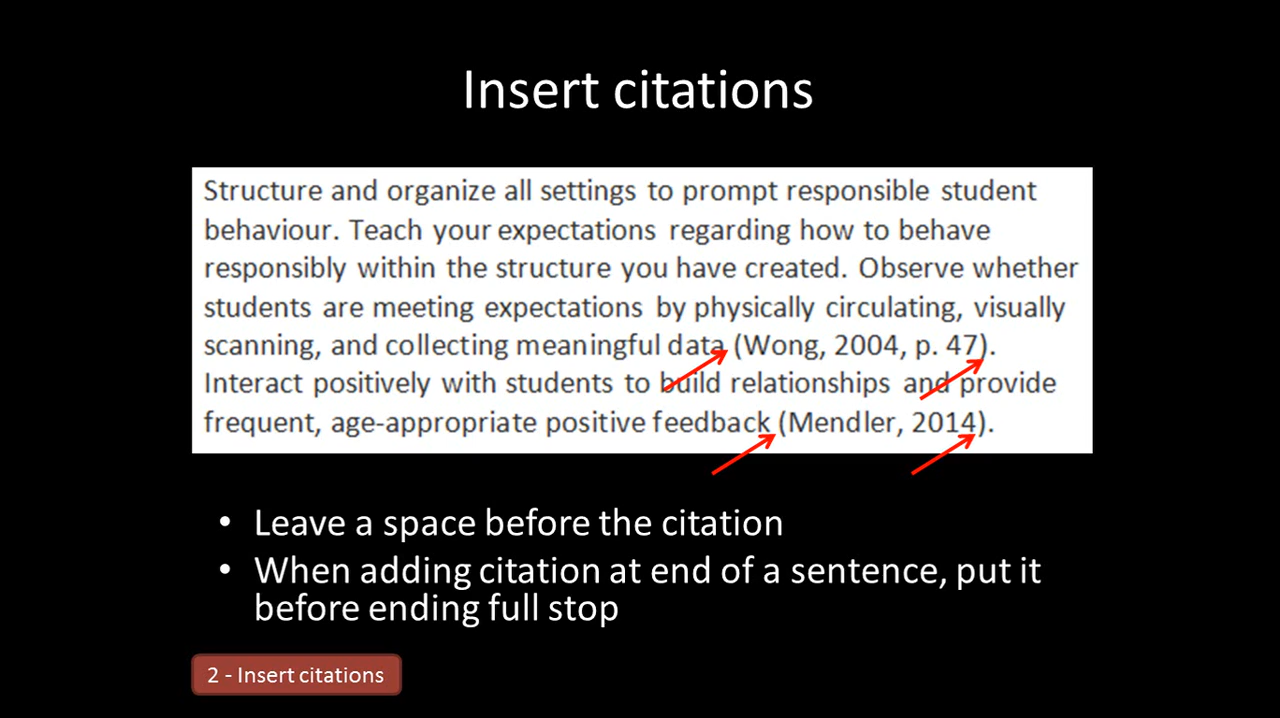 Insert citations
Structure and organize all settings to prompt responsible student
behaviour. Teach your expectations regarding how to behave
responsibly within the structure you have created. Observe whether
students are meeting expectations by physically circulating, visually
scanning, and collecting meaningful data (Wong, 2004, p. 47).
Interact positively with students to build relationships and provide
frequent, age-appropriate positive feedback (Mendler, 2014).
• Leave a space before the citation
• When adding citation at end of a sentence, put it
before ending full stop
2 - Insert citations